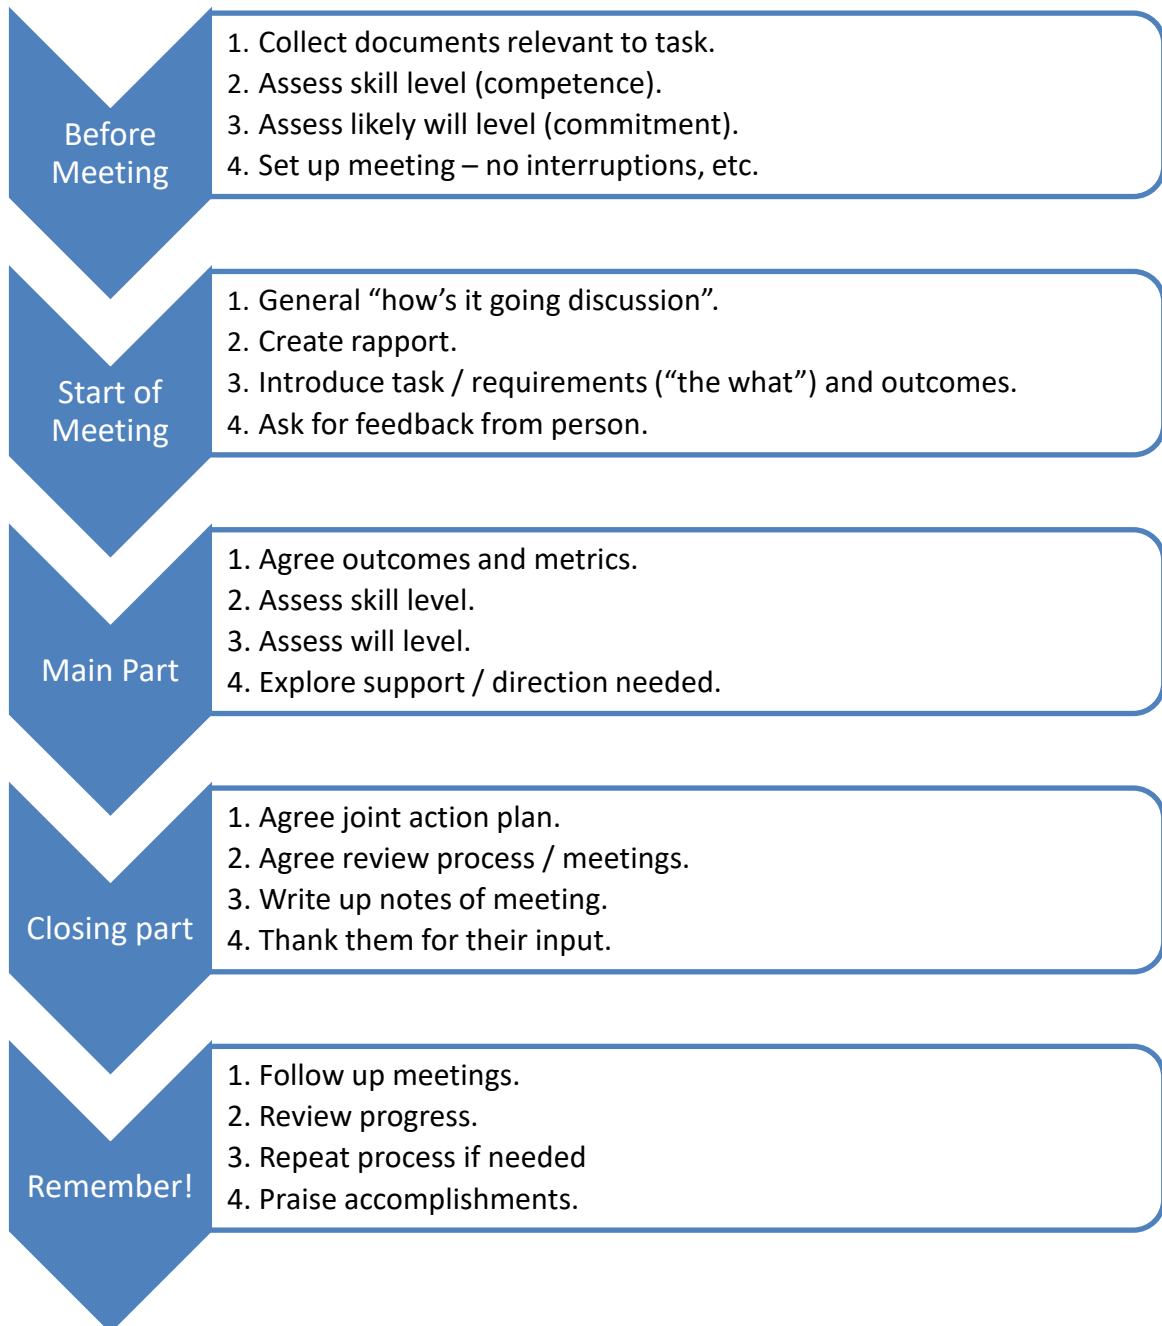 Before
Meeting
1. Collect documents relevant to task.
2. Assess skill level (competence).
3. Assess likely will level (commitment).
4. Set up meeting – no interruptions, etc.
Start of
Meeting
1. General “how’s it going discussion”.
2. Create rapport.
3. Introduce task / requirements (“the what”) and outcomes.
4. Ask for feedback from person.
Main Part
1. Agree outcomes and metrics.
2. Assess skill level.
3. Assess will level.
4. Explore support / direction needed.
Closing part
1. Agree joint action plan.
2. Agree review process / meetings.
3. Write up notes of meeting.
4. Thank them for their input.
Remember!
1. Follow up meetings.
2. Review progress.
3. Repeat process if needed
4. Praise accomplishments.